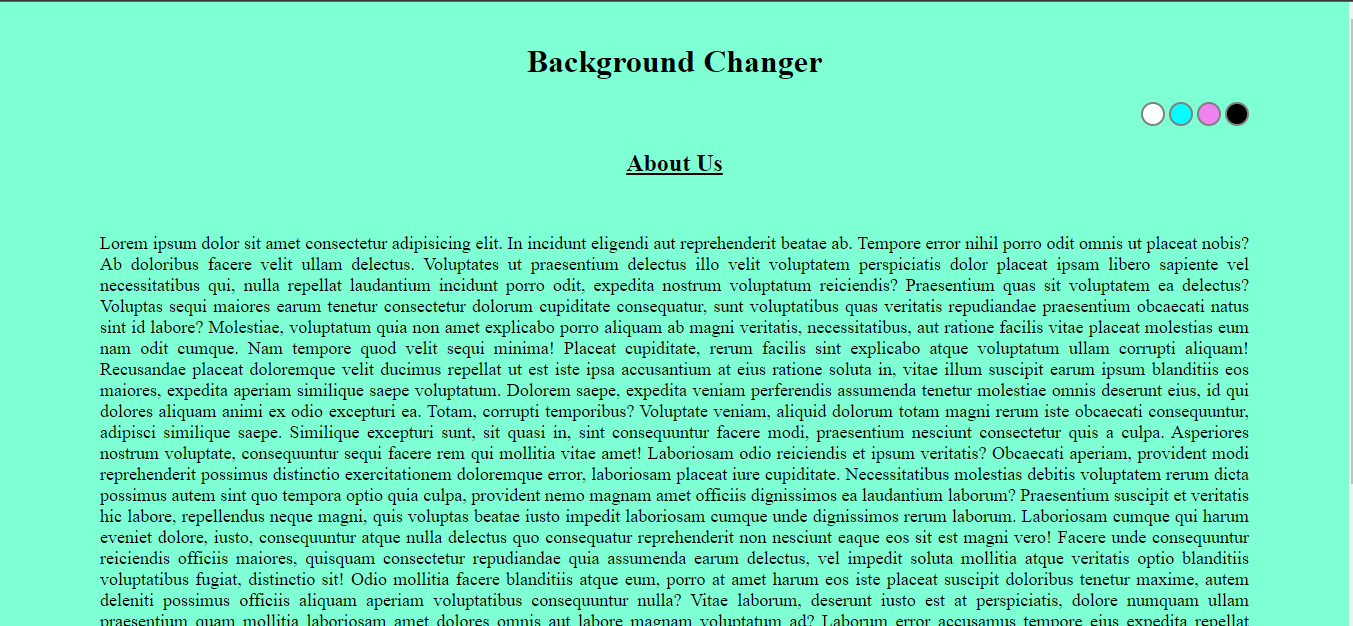 Background Changer
About Us
Lorem ipsum dolor sit amet consectetur adipisicing elit. In incidunt eligendi aut reprehenderit beatae ab. Tempore error nihil porro odit omnis ut placeat nobis?
Ab doloribus facere velit ullam delectus. Voluptates ut praesentium delectus illo velit voluptatem perspiciatis dolor placeat ipsam libero sapiente vel
necessitatibus qui, nulla repellat laudantium incidunt porro odit, expedita nostrum voluptatum reiciendis? Praesentium quas sit voluptatem ea delectus?
Voluptas sequi maiores earum tenetur consectetur dolorum cupiditate consequatur, sunt voluptatibus quas veritatis repudiandae praesentium obcaecati natus
sint id labore? Molestiae, voluptatum quia non amet explicabo porro aliquam ab magni veritatis, necessitatibus, aut ratione facilis vitae placeat molestias eum
nam odit cumque. Nam tempore quod velit sequi minima! Placeat cupiditate, rerum facilis sint explicabo atque voluptatum ullam corrupti aliquam!
Recusandae placeat doloremque velit ducimus repellat ut est iste ipsa accusantium at eius ratione soluta in, vitae illum suscipit earum ipsum blanditiis eos
maiores, expedita aperiam similique saepe voluptatum. Dolorem saepe, expedita veniam perferendis assumenda tenetur molestiae omnis deserunt eius, id qui
dolores aliquam animi ex odio excepturi ea. Totam, corrupti temporibus? Voluptate veniam, aliquid dolorum totam magni rerum iste obcaecati consequuntur,
adipisci similique saepe. Similique excepturi sunt, sit quasi in, sint consequuntur facere modi, praesentium nesciunt consectetur quis a culpa. Asperiores
nostrum voluptate, consequuntur sequi facere rem qui mollitia vitae amet! Laboriosam odio reiciendis et ipsum veritatis? Obcaecati aperiam, provident modi
reprehenderit possimus distinctio exercitationem doloremque error, laboriosam placeat iure cupiditate. Necessitatibus molestias debitis voluptatem rerum dicta
possimus autem sint quo tempora optio quia culpa, provident nemo magnam amet officiis dignissimos ea laudantium laborum? Praesentium suscipit et veritatis
hic labore, repellendus neque magni, quis voluptas beatae iusto impedit laboriosam cumque unde dignissimos rerum laborum. Laboriosam cumque qui harum
eveniet dolore, iusto, consequuntur atque nulla delectus quo consequatur reprehenderit non nesciunt eaque eos sit est magni vero! Facere unde consequuntur
reiciendis officiis maiores, quisquam consectetur repudiandae quia assumenda earum delectus, vel impedit soluta mollitia atque veritatis optio blanditiis
voluptatibus fugiat, distinctio sit! Odio mollitia facere blanditiis atque eum, porro at amet harum eos iste placeat suscipit doloribus tenetur maxime, autem
deleniti possimus officiis aliquam aperiam voluptatibus consequuntur nulla? Vitae laborum, deserunt iusto est at perspiciatis, dolore numquam ullam
praesentium quam mollitia laboriosam amet dolores omnis aut labore magnam voluptatum ad? Laborum error accusamus tempore eius expedita repellat